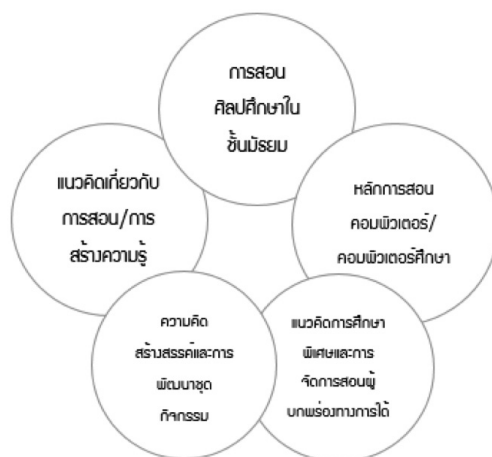 การสอน
ศิลปศึกษาใน
ชั้นมัธยม
แนวคิดเกี่ยวกับ
การสอน/การ
สร้างความรู้
หลักการสอน
คอมพิวเตอร์/
คอมพิวเตอร์ศึกษา
ความคิด
สร้างสรรค์และการ
พัฒนาชุด
กิจกรรม
แนวคิดการศึกษา
พิเศษและการ
จัดการสอนผู้
บกพร่องทางการได้